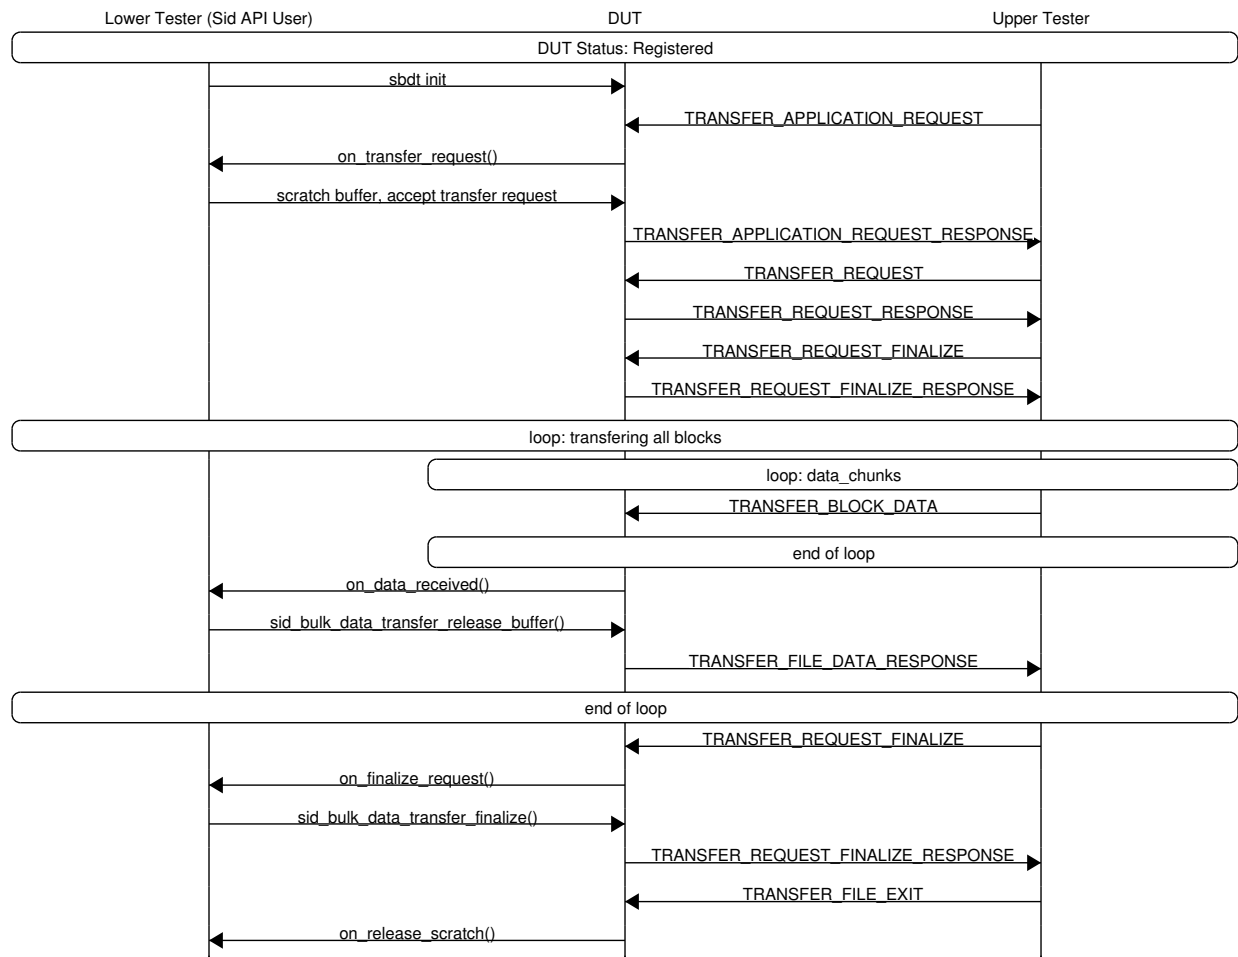 Lower Tester (Sid API User) DUT Upper Tester
DUT Status: Registered
sbdt init
TRANSFER_APPLICATION_REQUEST
on_transfer_request()
scratch buffer, accept transfer request
TRANSFER_APPLICATION_REQUEST_RESPONSE
TRANSFER_REQUEST
TRANSFER_REQUEST_RESPONSE
TRANSFER_REQUEST_FINALIZE
TRANSFER_REQUEST_FINALIZE_RESPONSE
loop: transfering all blocks
loop: data_chunks
TRANSFER_BLOCK_DATA
end of loop
on_data_received()
sid_bulk_data_transfer_release_buffer()
TRANSFER_FILE_DATA_RESPONSE
end of loop
TRANSFER_REQUEST_FINALIZE
on_finalize_request()
sid_bulk_data_transfer_finalize()
TRANSFER_REQUEST_FINALIZE_RESPONSE
TRANSFER_FILE_EXIT
on_release_scratch()